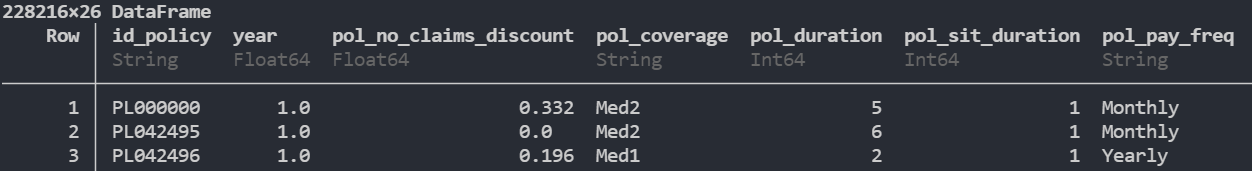 228216×26 DataFrame
Row id_policy year pol_no_claims_discount pol_coverage pol_duration pol_sit_duration pol_pay_freq
String Float64 Float64 String Int64 Int64 String
1 PL000000 1.0 0.332 Med2 5 1 Monthly
2 PL042495 1.0 0.0 Med2 6 1 Monthly
3 PL042496 1.0 0.196 Med1 2 1 Yearly